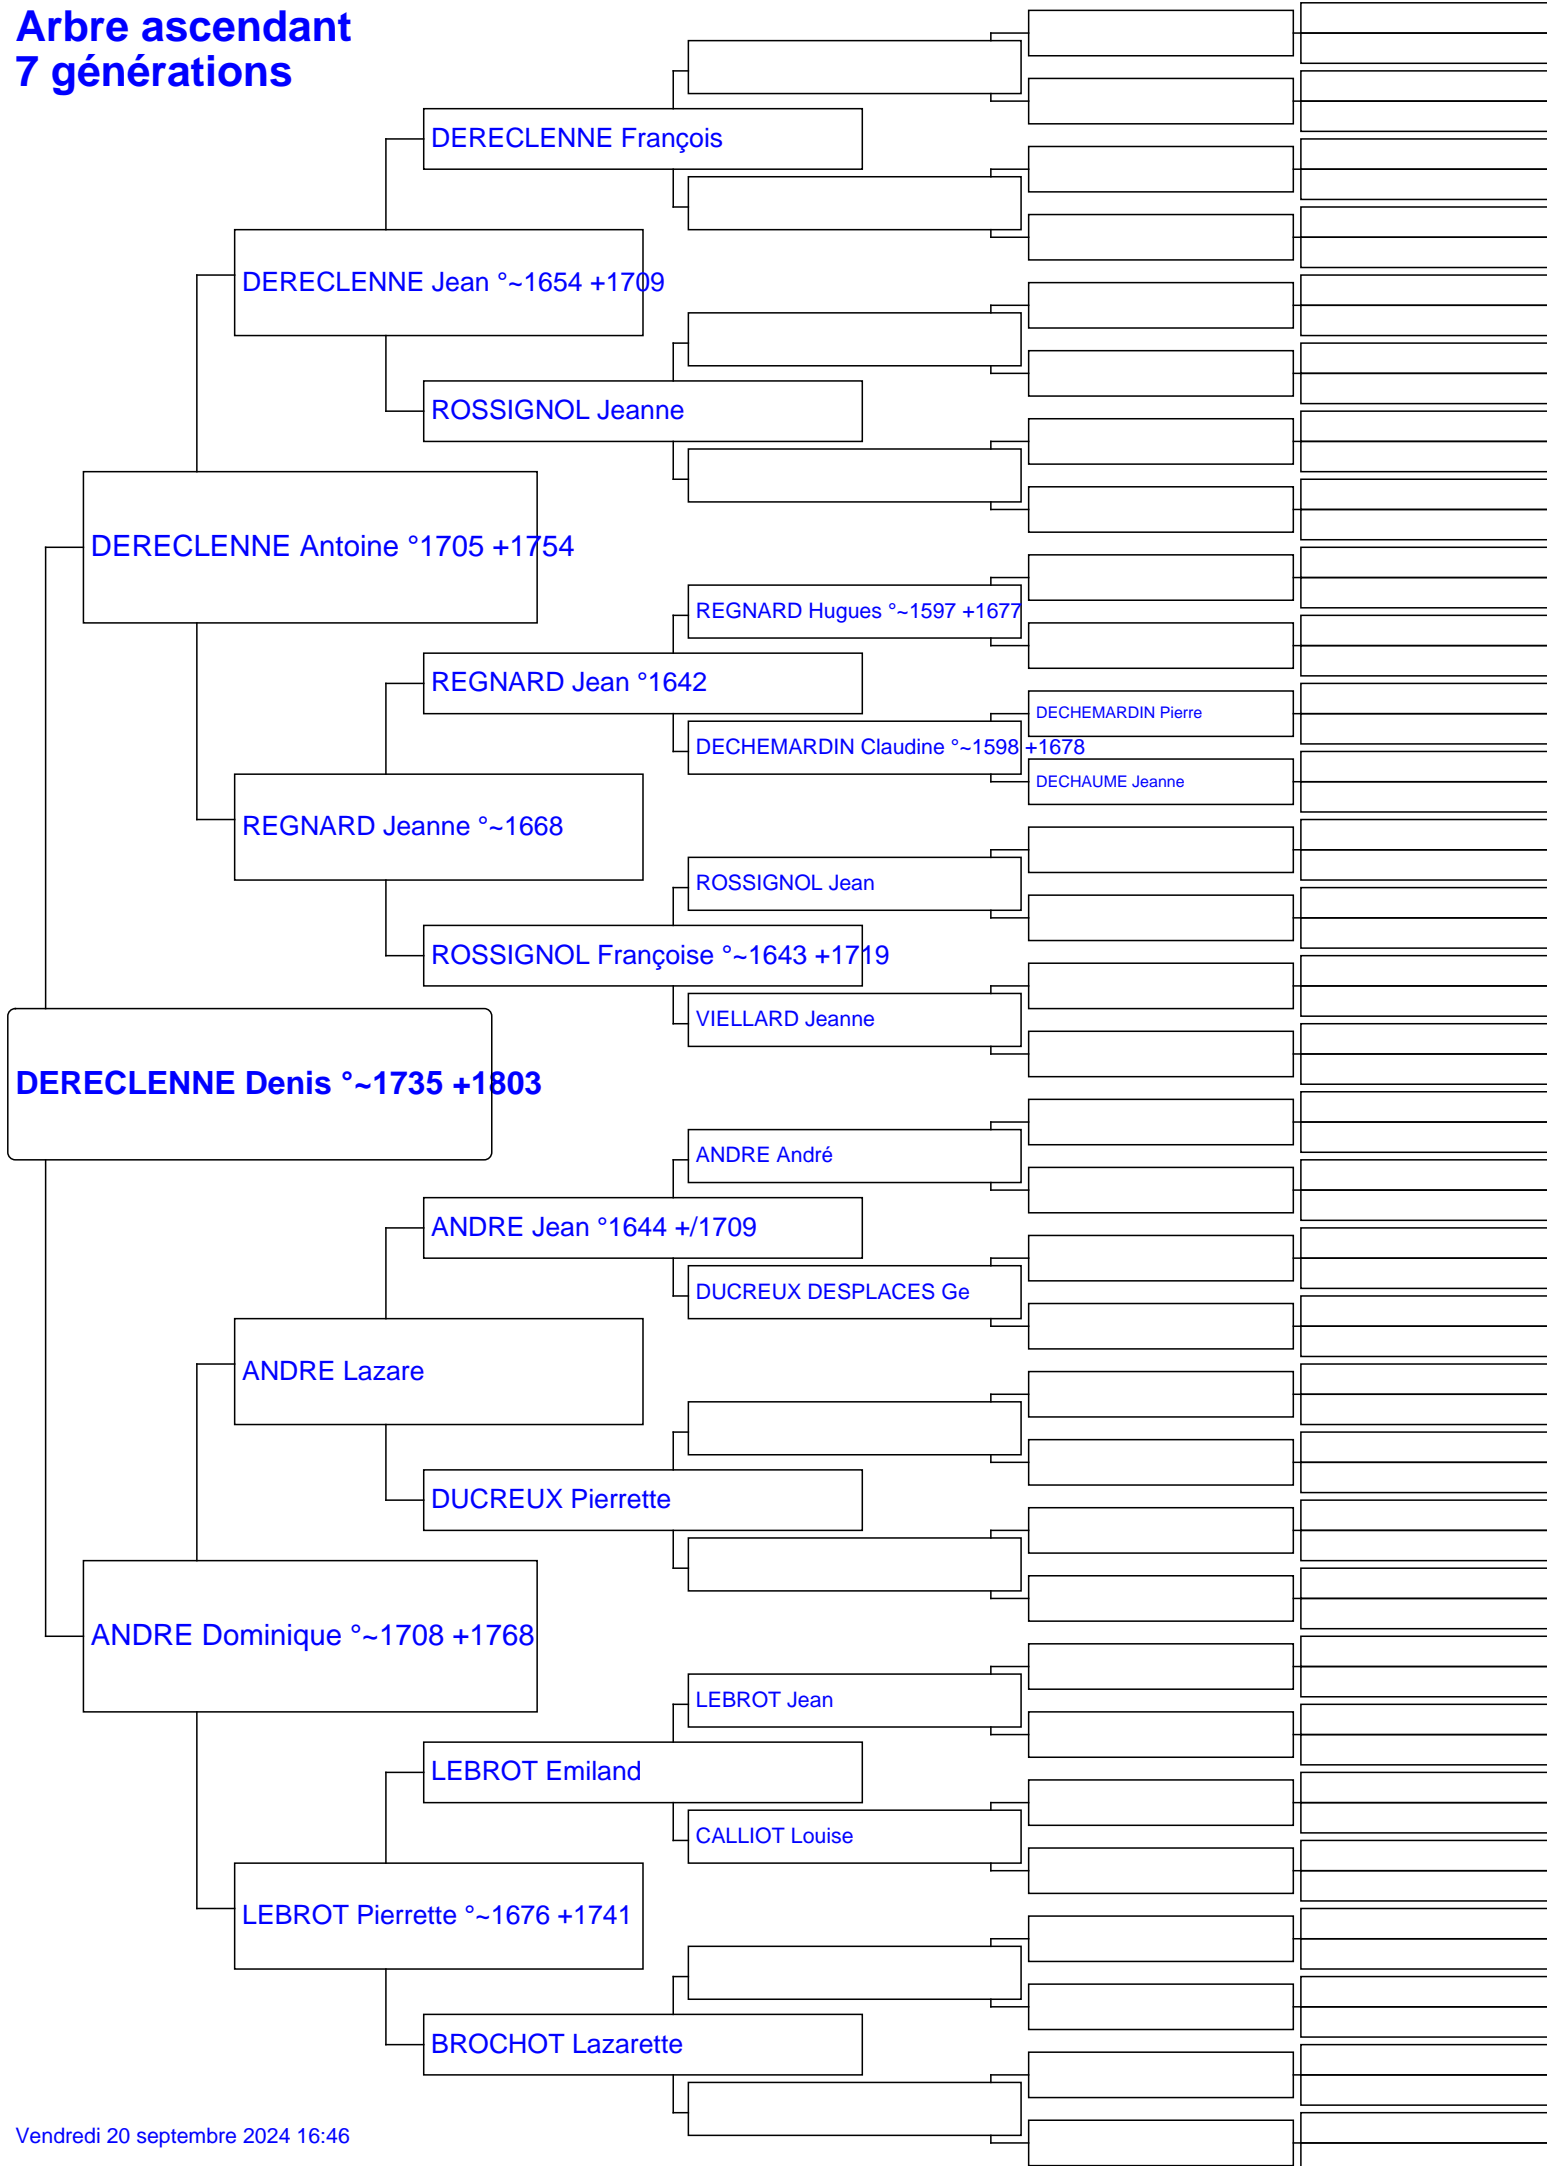 Arbre ascendant
7 générations
DERECLENNE François
DERECLENNE Jean °~1654 +1709
ROSSIGNOL Jeanne
DERECLENNE Antoine °1705 +1754
REGNARD Hugues °~1597 +1677
REGNARD Jean °1642
DECHEMARDIN Pierre
DECHEMARDIN Claudine °~1598 +1678
DECHAUME Jeanne
REGNARD Jeanne °~1668
ROSSIGNOL Jean
ROSSIGNOL Françoise °~1643 +1719
VIELLARD Jeanne
DERECLENNE Denis °~1735 +1803
ANDRE André
ANDRE Jean °1644 +/1709
DUCREUX DESPLACES Ge
ANDRE Lazare
DUCREUX Pierrette
ANDRE Dominique °~1708 +1768
LEBROT Jean
LEBROT Emiland
CALLIOT Louise
LEBROT Pierrette °~1676 +1741
BROCHOT Lazarette
Vendredi 20 septembre 2024 16:46